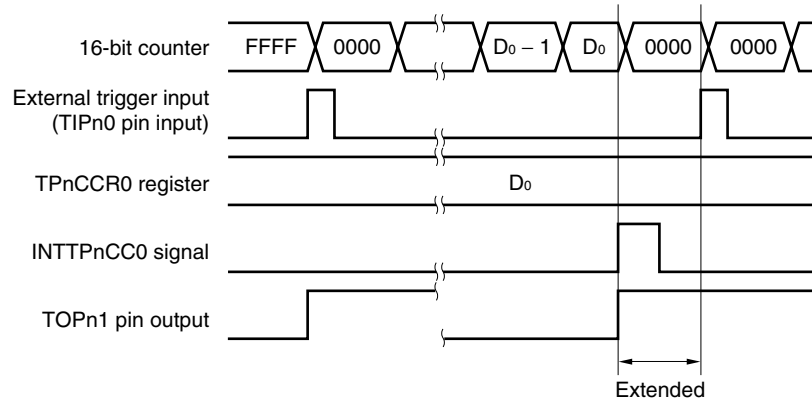 16-bit counter FFFF 0000 D0 − 1 D0 0000 0000
External trigger input
(TIPn0 pin input)
TPnCCR0 register D0
INTTPnCC0 signal
TOPn1 pin output
Extended